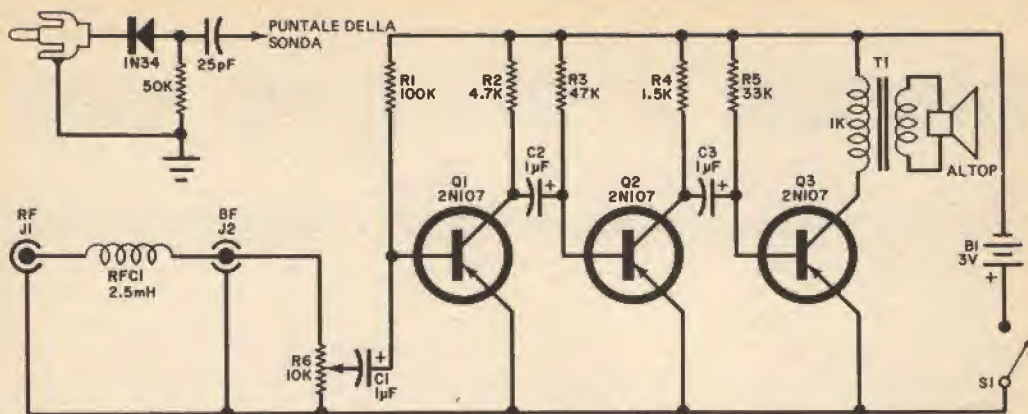 PUNTALE DELLA
SONDA
1N34
25pF
50K
R1
100K
R2
4.7K
R3
47K
R4
1.5K
R5
33K
T1
1K
ALTOP
C2
1µF
+
C3
1µF
+
Q1
2N107
Q2
2N107
Q3
2N107
RF
J1
BF
J2
RFC1
2.5mH
B1
3V
+
R6
10K
+
C1
1µF
S1